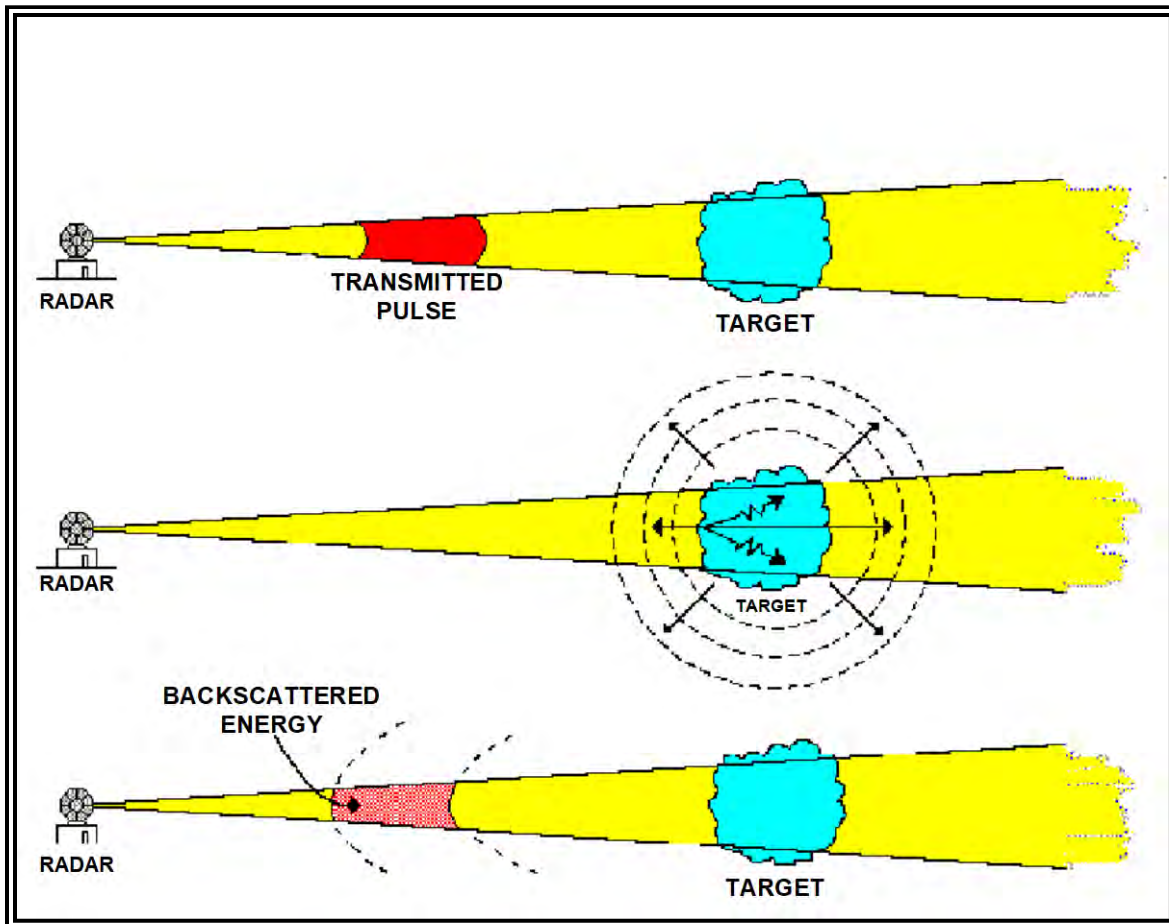 RADAR
TRANSMITTED
PULSE
TARGET
RADAR
TARGET
BACKSCATTERED
ENERGY
RADAR
TARGET